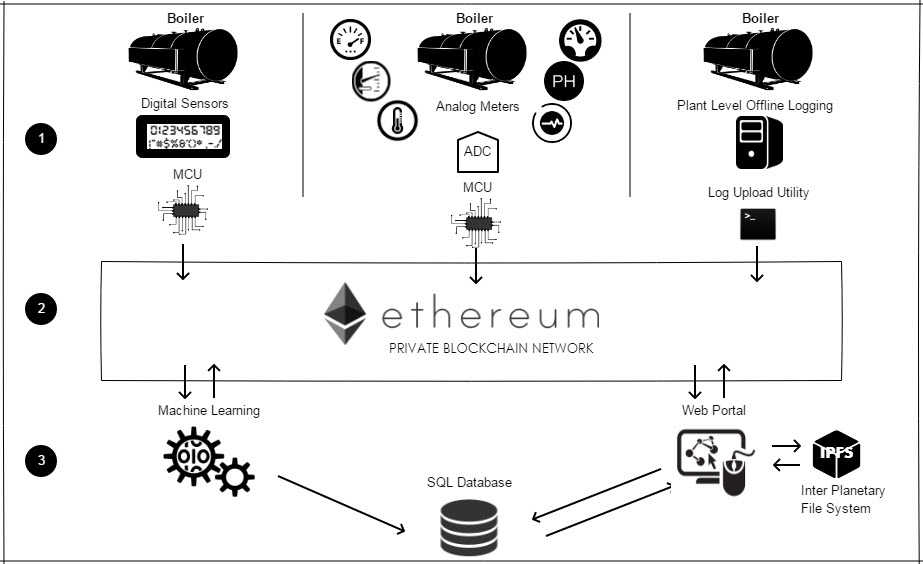 Boiler
Boiler
Boiler
E F
PH
Digital Sensors
Analog Meters
Plant Level Offline Logging
1
0123456789
!"#$%&'()*,-./
ADC
MCU
MCU
Log Upload Utility
>_
2
ethereum
PRIVATE BLOCKCHAIN NETWORK
Machine Learning
Web Portal
3
010
IPFS
SQL Database
Inter Planetary
File System